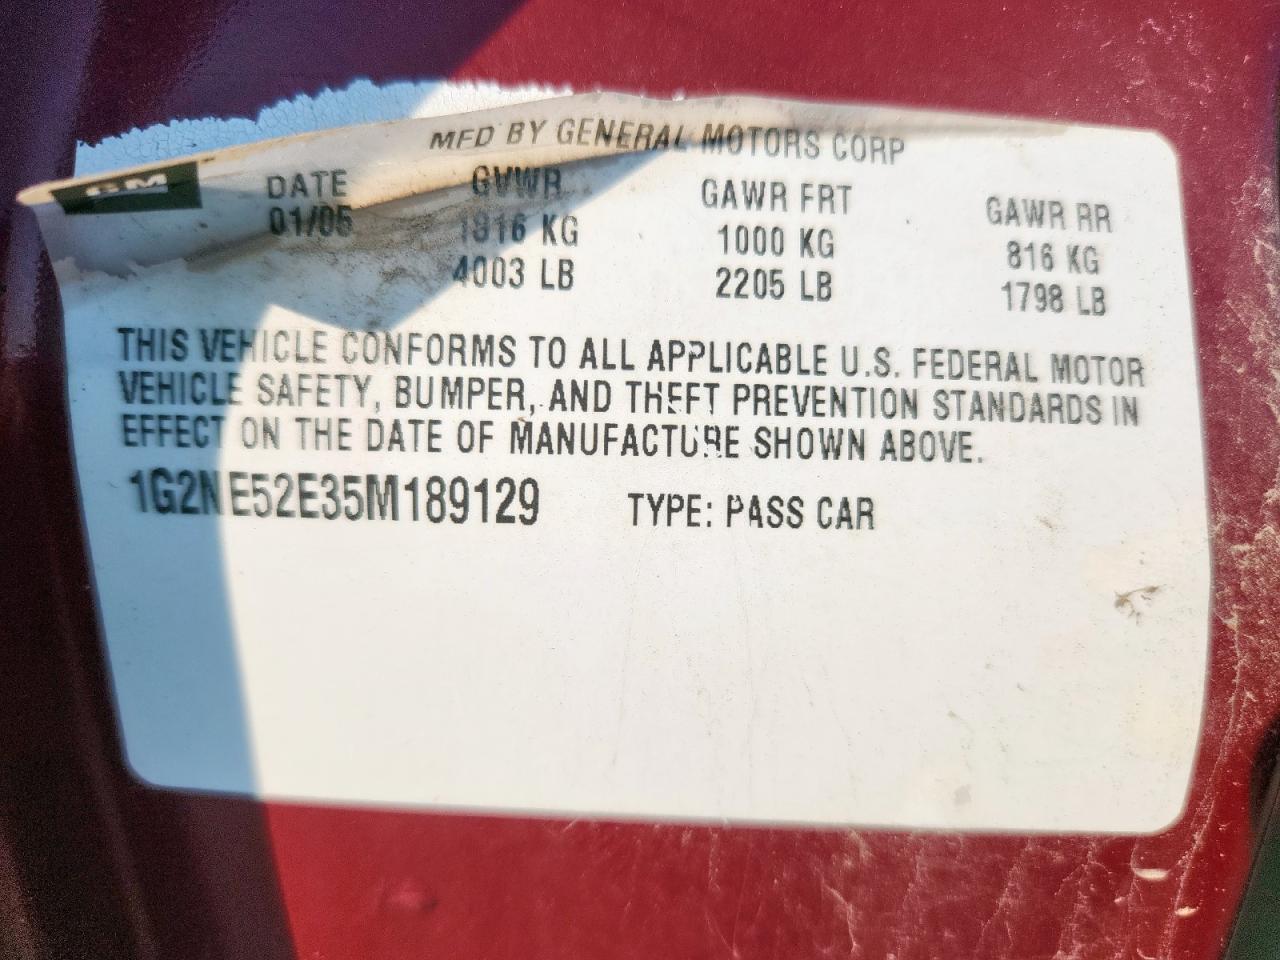 MFD BY GENERAL MOTORS CORP
GM DATE GVWR GAWR FRT GAWR RR
01/05 1816 KG 1000 KG 816 KG
4003 LB 2205 LB 1798 LB
THIS VEHICLE CONFORMS TO ALL APPLICABLE U.S. FEDERAL MOTOR
VEHICLE SAFETY, BUMPER, AND THEFT PREVENTION STANDARDS IN
EFFECT ON THE DATE OF MANUFACTURE SHOWN ABOVE.
1G2NE52E35M189129 TYPE: PASS CAR